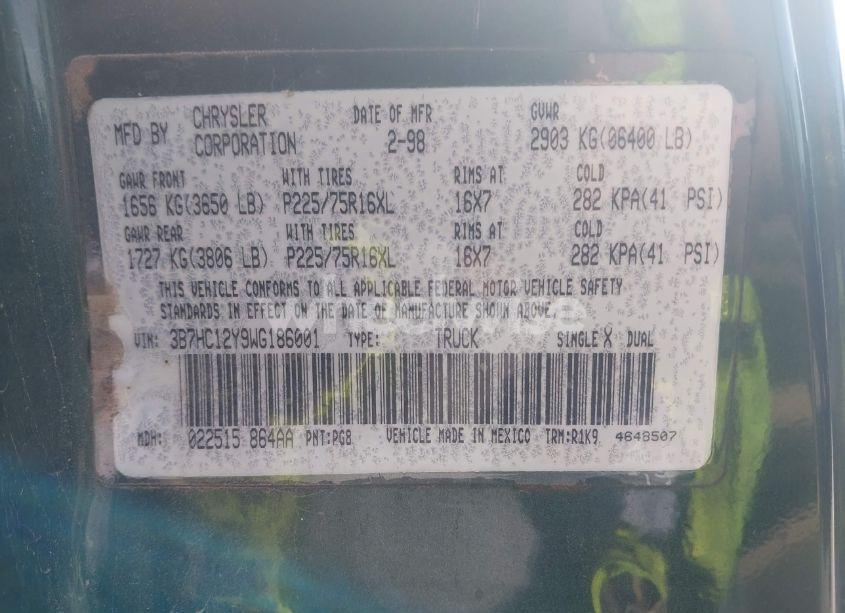 MFD BY CHRYSLER CORPORATION DATE OF MFR 2-98 GVWR 2903 KG(06400 LB)
GAWR FRONT WITH TIRES RIMS AT COLD
1656 KG(3650 LB) P225/75R16XL 16X7 282 KPA(41 PSI)
GAWR REAR WITH TIRES RIMS AT COLD
1727 KG(3806 LB) P225/75R16XL 16X7 282 KPA(41 PSI)
THIS VEHICLE CONFORMS TO ALL APPLICABLE FEDERAL MOTOR VEHICLE SAFETY
STANDARDS IN EFFECT ON THE DATE OF MANUFACTURE SHOWN ABOVE.
VIN: 3B7HC12Y9WG186001 TYPE: TRUCK SINGLE X DUAL
MDH: 022515 864AA PNT:PG8 VEHICLE MADE IN MEXICO TRM:R1K9 4648507